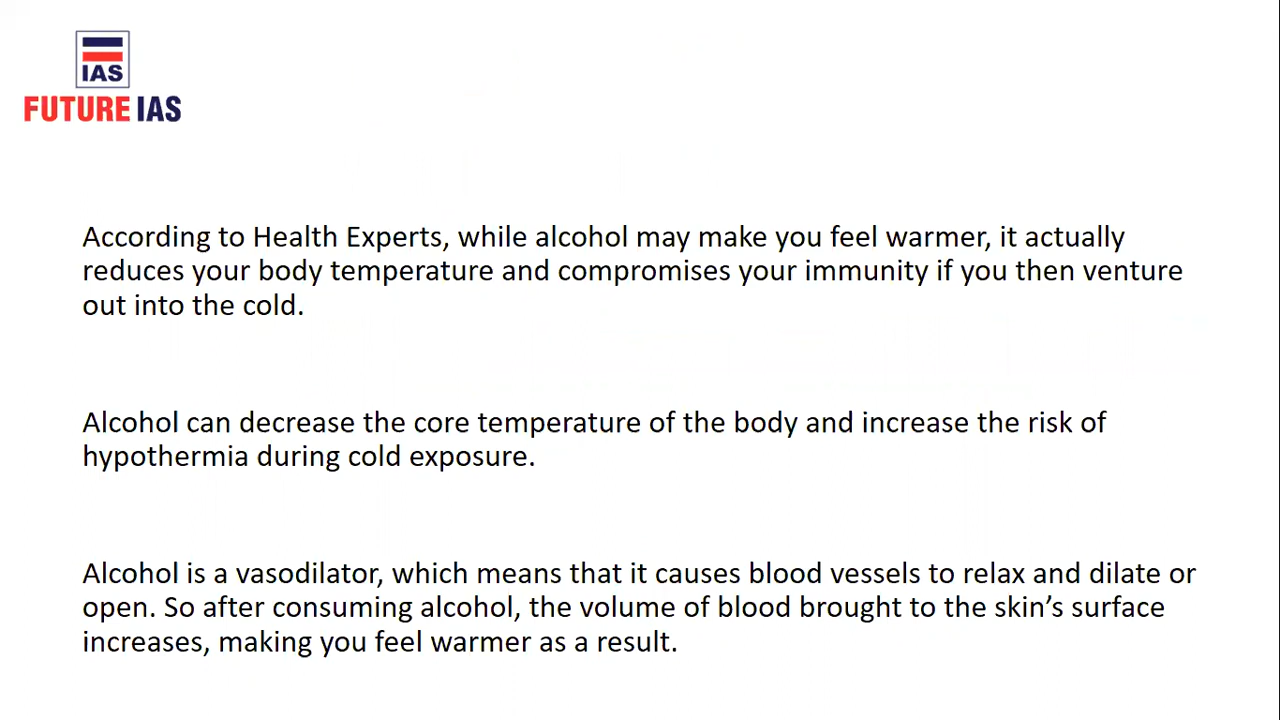 IAS
FUTURE IAS
According to Health Experts, while alcohol may make you feel warmer, it actually
reduces your body temperature and compromises your immunity if you then venture
out into the cold.
Alcohol can decrease the core temperature of the body and increase the risk of
hypothermia during cold exposure.
Alcohol is a vasodilator, which means that it causes blood vessels to relax and dilate or
open. So after consuming alcohol, the volume of blood brought to the skin’s surface
increases, making you feel warmer as a result.